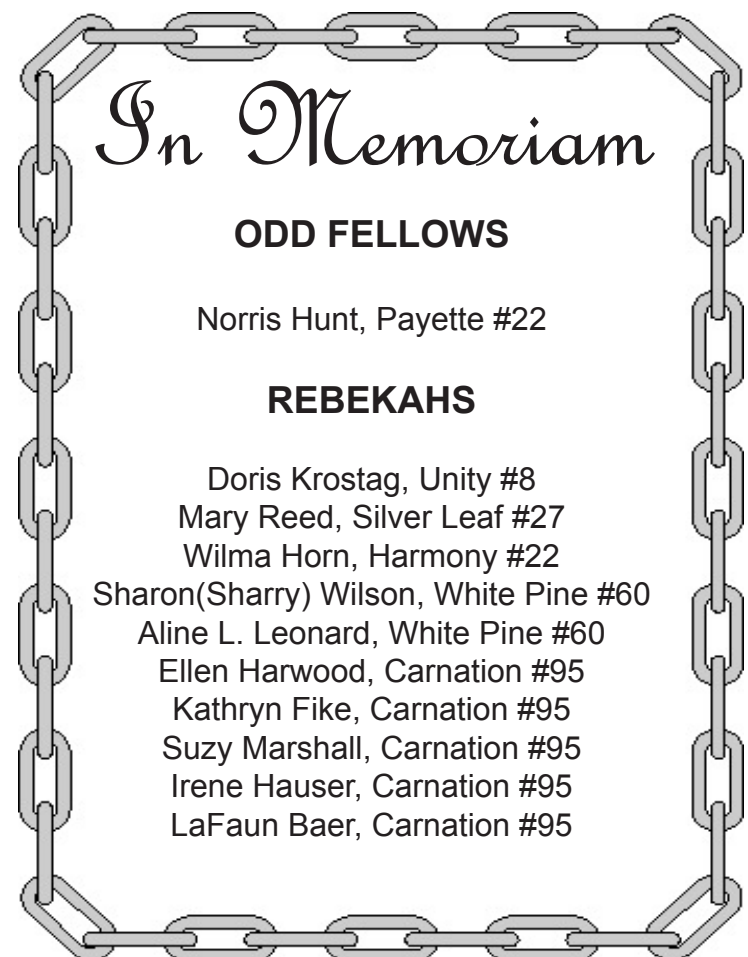 In Memoriam
ODD FELLOWS
Norris Hunt, Payette #22
REBEKAHS
Doris Krostag, Unity #8
Mary Reed, Silver Leaf #27
Wilma Horn, Harmony #22
Sharon(Sharry) Wilson, White Pine #60
Aline L. Leonard, White Pine #60
Ellen Harwood, Carnation #95
Kathryn Fike, Carnation #95
Suzy Marshall, Carnation #95
Irene Hauser, Carnation #95
LaFaun Baer, Carnation #95